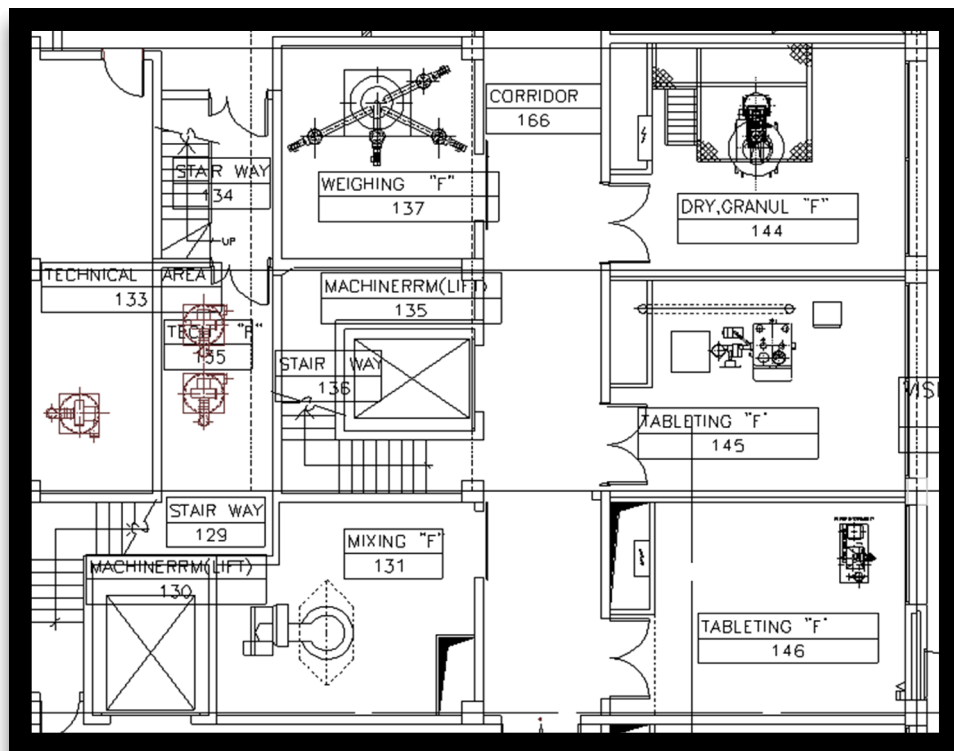 CORRIDOR
166
STAIR WAY
134
WEIGHING "F"
137
DRY,GRANUL "F"
144
UP
TECHNICAL AREA
133
MACHINERRM(LIFT)
135
135
STAIR WAY
136
TABLETING "F"
145
STAIR WAY
129
MIXING "F"
131
MACHINERRM(LIFT)
130
TABLETING "F"
146